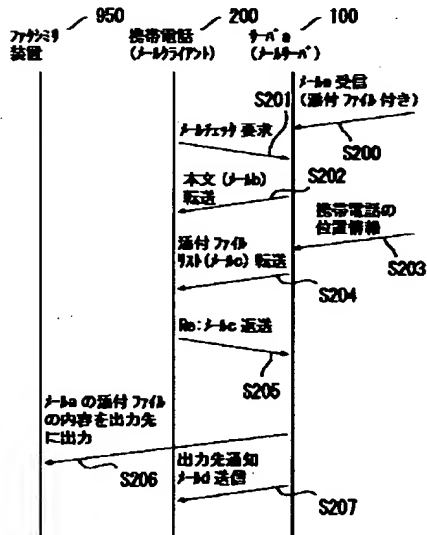 950
ファクシミリ
装置
200
携帯電話
(メールクライアント)
100
サーバa
(メールサーバ)
メールa 受信
(添付 ファイル 付き)
S200
S201
メールチェック 要求
S202
本文 (メールb)
転送
携帯電話の
位置情報
S203
添付 ファイル
リスト(メールc) 転送
S204
Re:メールc 返送
S205
メールa の添付 ファイル
の内容を出力先
に出力
S206
出力先通知
メールd 送信
S207